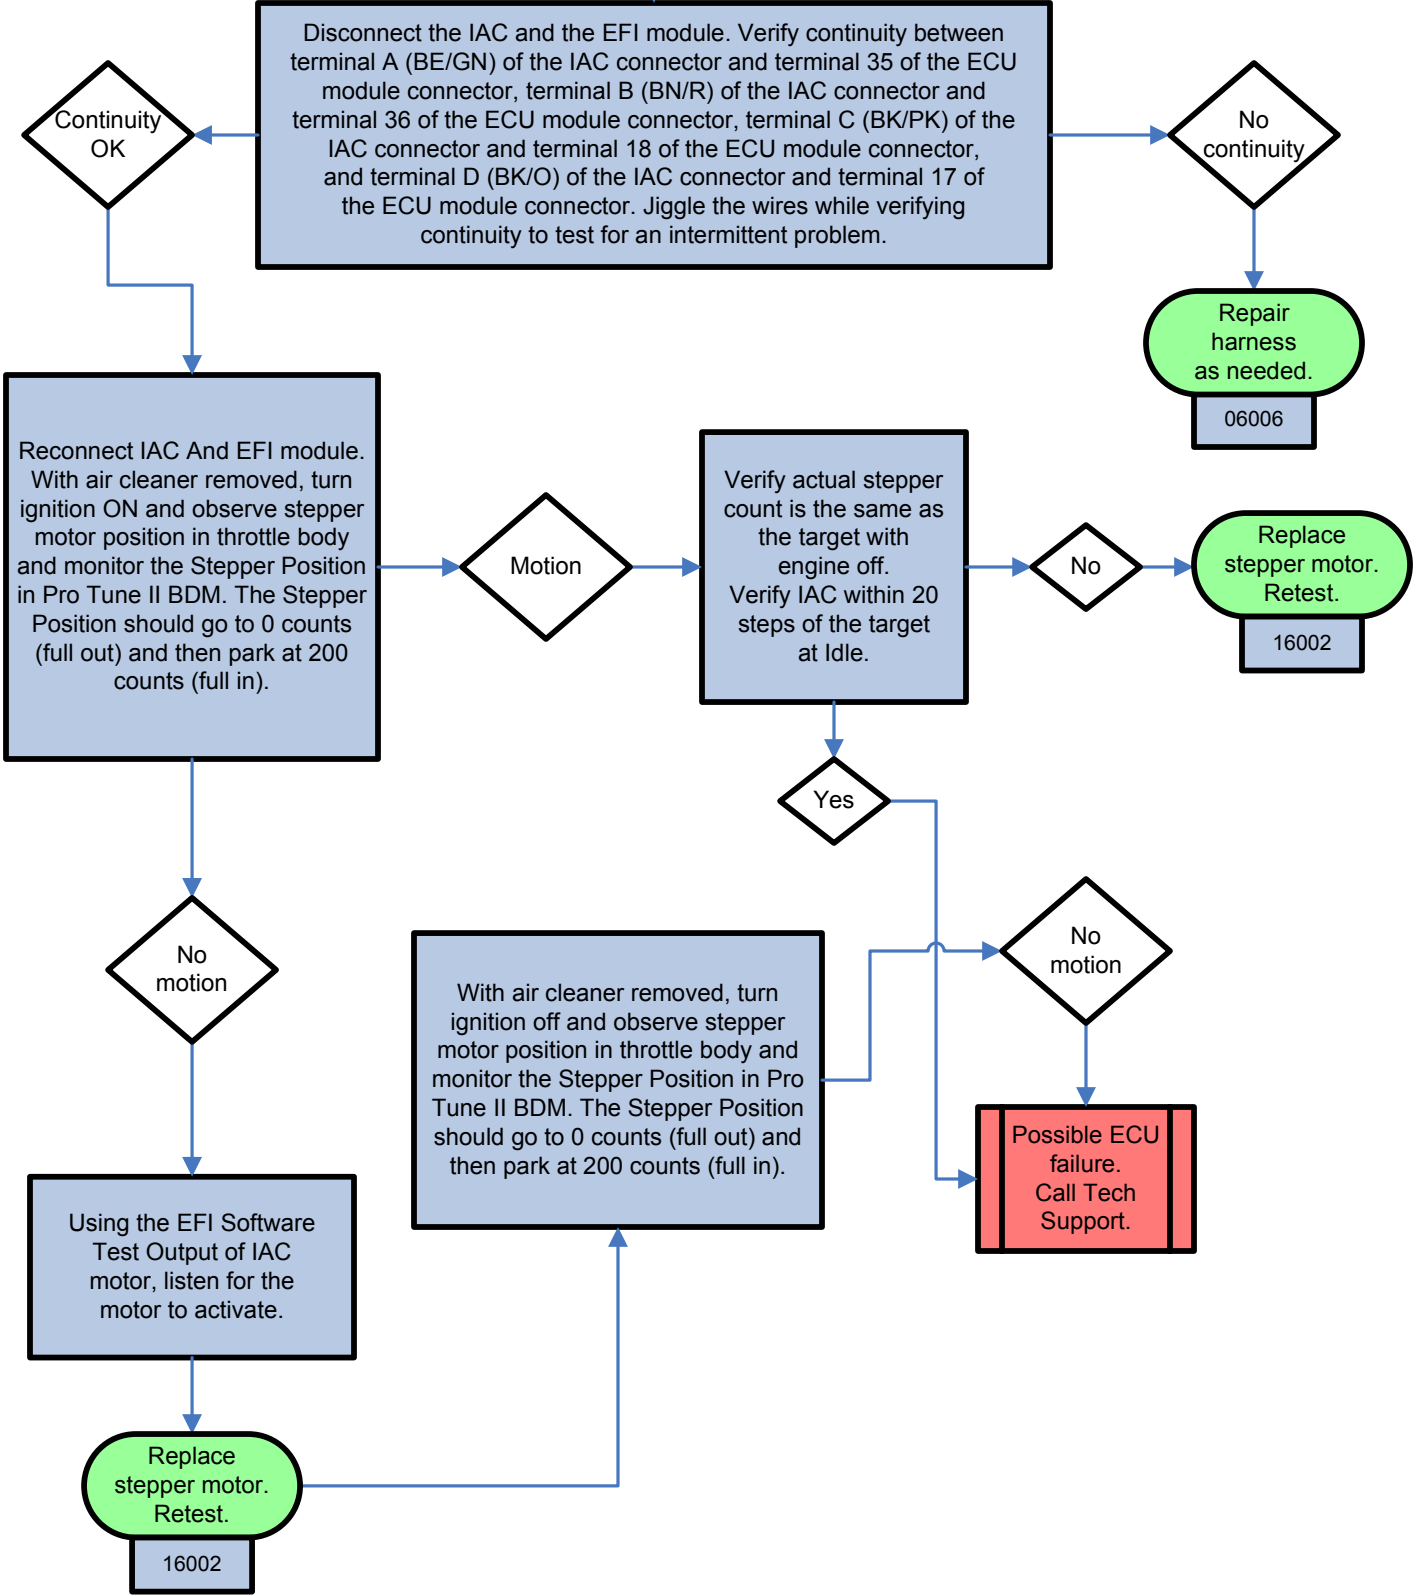 Disconnect the IAC and the EFI module. Verify continuity between
terminal A (BE/GN) of the IAC connector and terminal 35 of the ECU
module connector, terminal B (BN/R) of the IAC connector and
terminal 36 of the ECU module connector, terminal C (BK/PK) of the
IAC connector and terminal 18 of the ECU module connector,
and terminal D (BK/O) of the IAC connector and terminal 17 of
the ECU module connector. Jiggle the wires while verifying
continuity to test for an intermittent problem.
Continuity
OK
No
continuity
Repair
harness
as needed.
06006
Reconnect IAC And EFI module.
With air cleaner removed, turn
ignition ON and observe stepper
motor position in throttle body
and monitor the Stepper Position
in Pro Tune II BDM. The Stepper
Position should go to 0 counts
(full out) and then park at 200
counts (full in).
Motion
Verify actual stepper
count is the same as
the target with
engine off.
Verify IAC within 20
steps of the target
at Idle.
No
Replace
stepper motor.
Retest.
16002
Yes
No
motion
With air cleaner removed, turn
ignition off and observe stepper
motor position in throttle body and
monitor the Stepper Position in Pro
Tune II BDM. The Stepper Position
should go to 0 counts (full out) and
then park at 200 counts (full in).
No
motion
Possible ECU
failure.
Call Tech
Support.
Using the EFI Software
Test Output of IAC
motor, listen for the
motor to activate.
Replace
stepper motor.
Retest.
16002